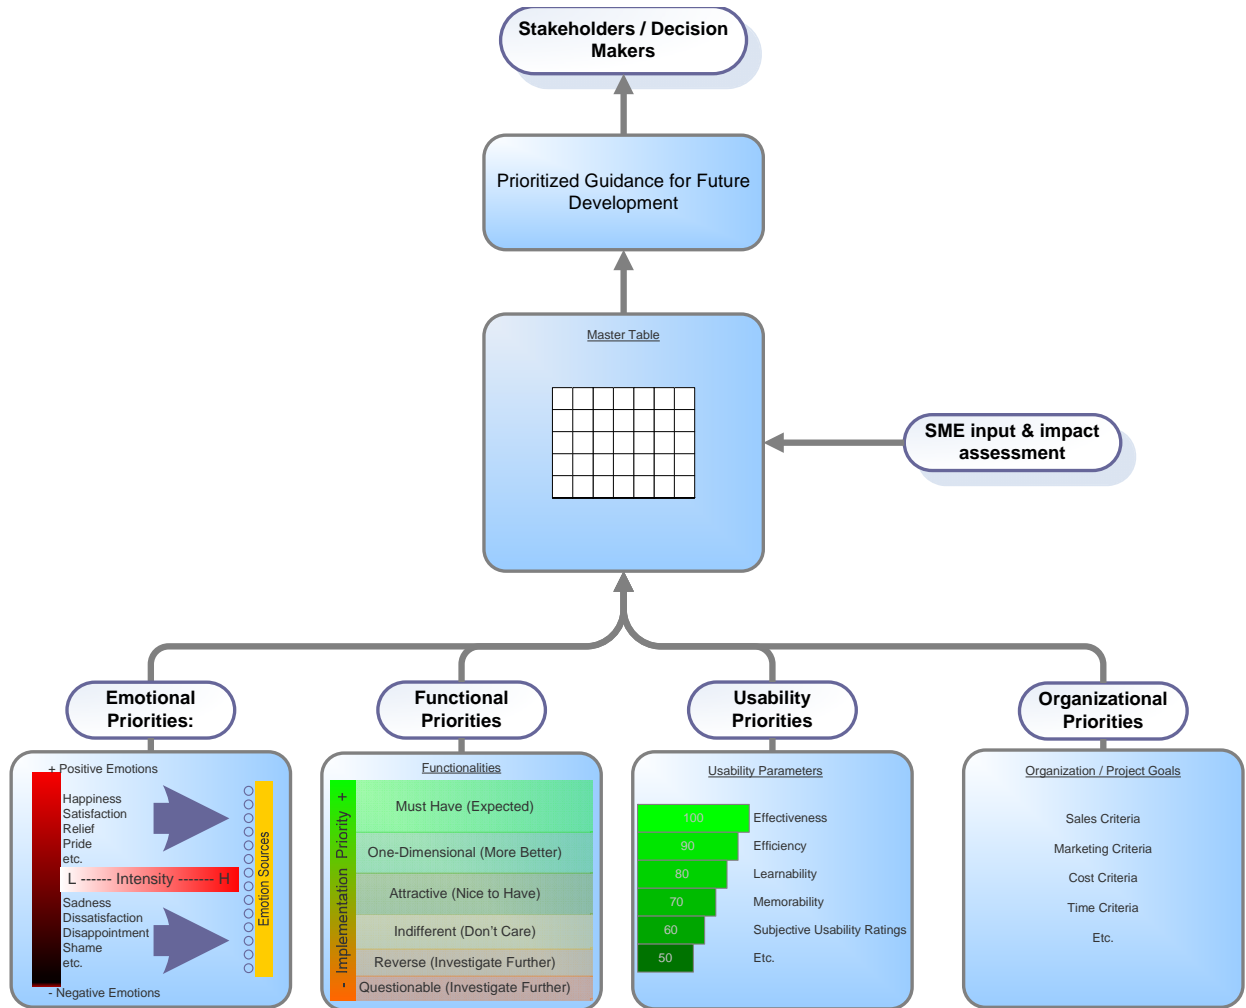 Stakeholders / Decision
Makers
Prioritized Guidance for Future
Development
Master Table
SME input & impact
assessment
Emotional
Priorities:
Functional
Priorities
Usability
Priorities
Organizational
Priorities
+ Positive Emotions
Happiness
Satisfaction
Relief
Pride
etc.
L ------ Intensity ------- H
Sadness
Dissatisfaction
Disappointment
Shame
etc.
- Negative Emotions
Emotion Sources
Functionalities
- Implementation Priority +
Must Have (Expected)
One-Dimensional (More Better)
Attractive (Nice to Have)
Indifferent (Don't Care)
Reverse (Investigate Further)
Questionable (Investigate Further)
Usability Parameters
100 Effectiveness
90 Efficiency
80 Learnability
70 Memorability
60 Subjective Usability Ratings
50 Etc.
Organization / Project Goals
Sales Criteria
Marketing Criteria
Cost Criteria
Time Criteria
Etc.